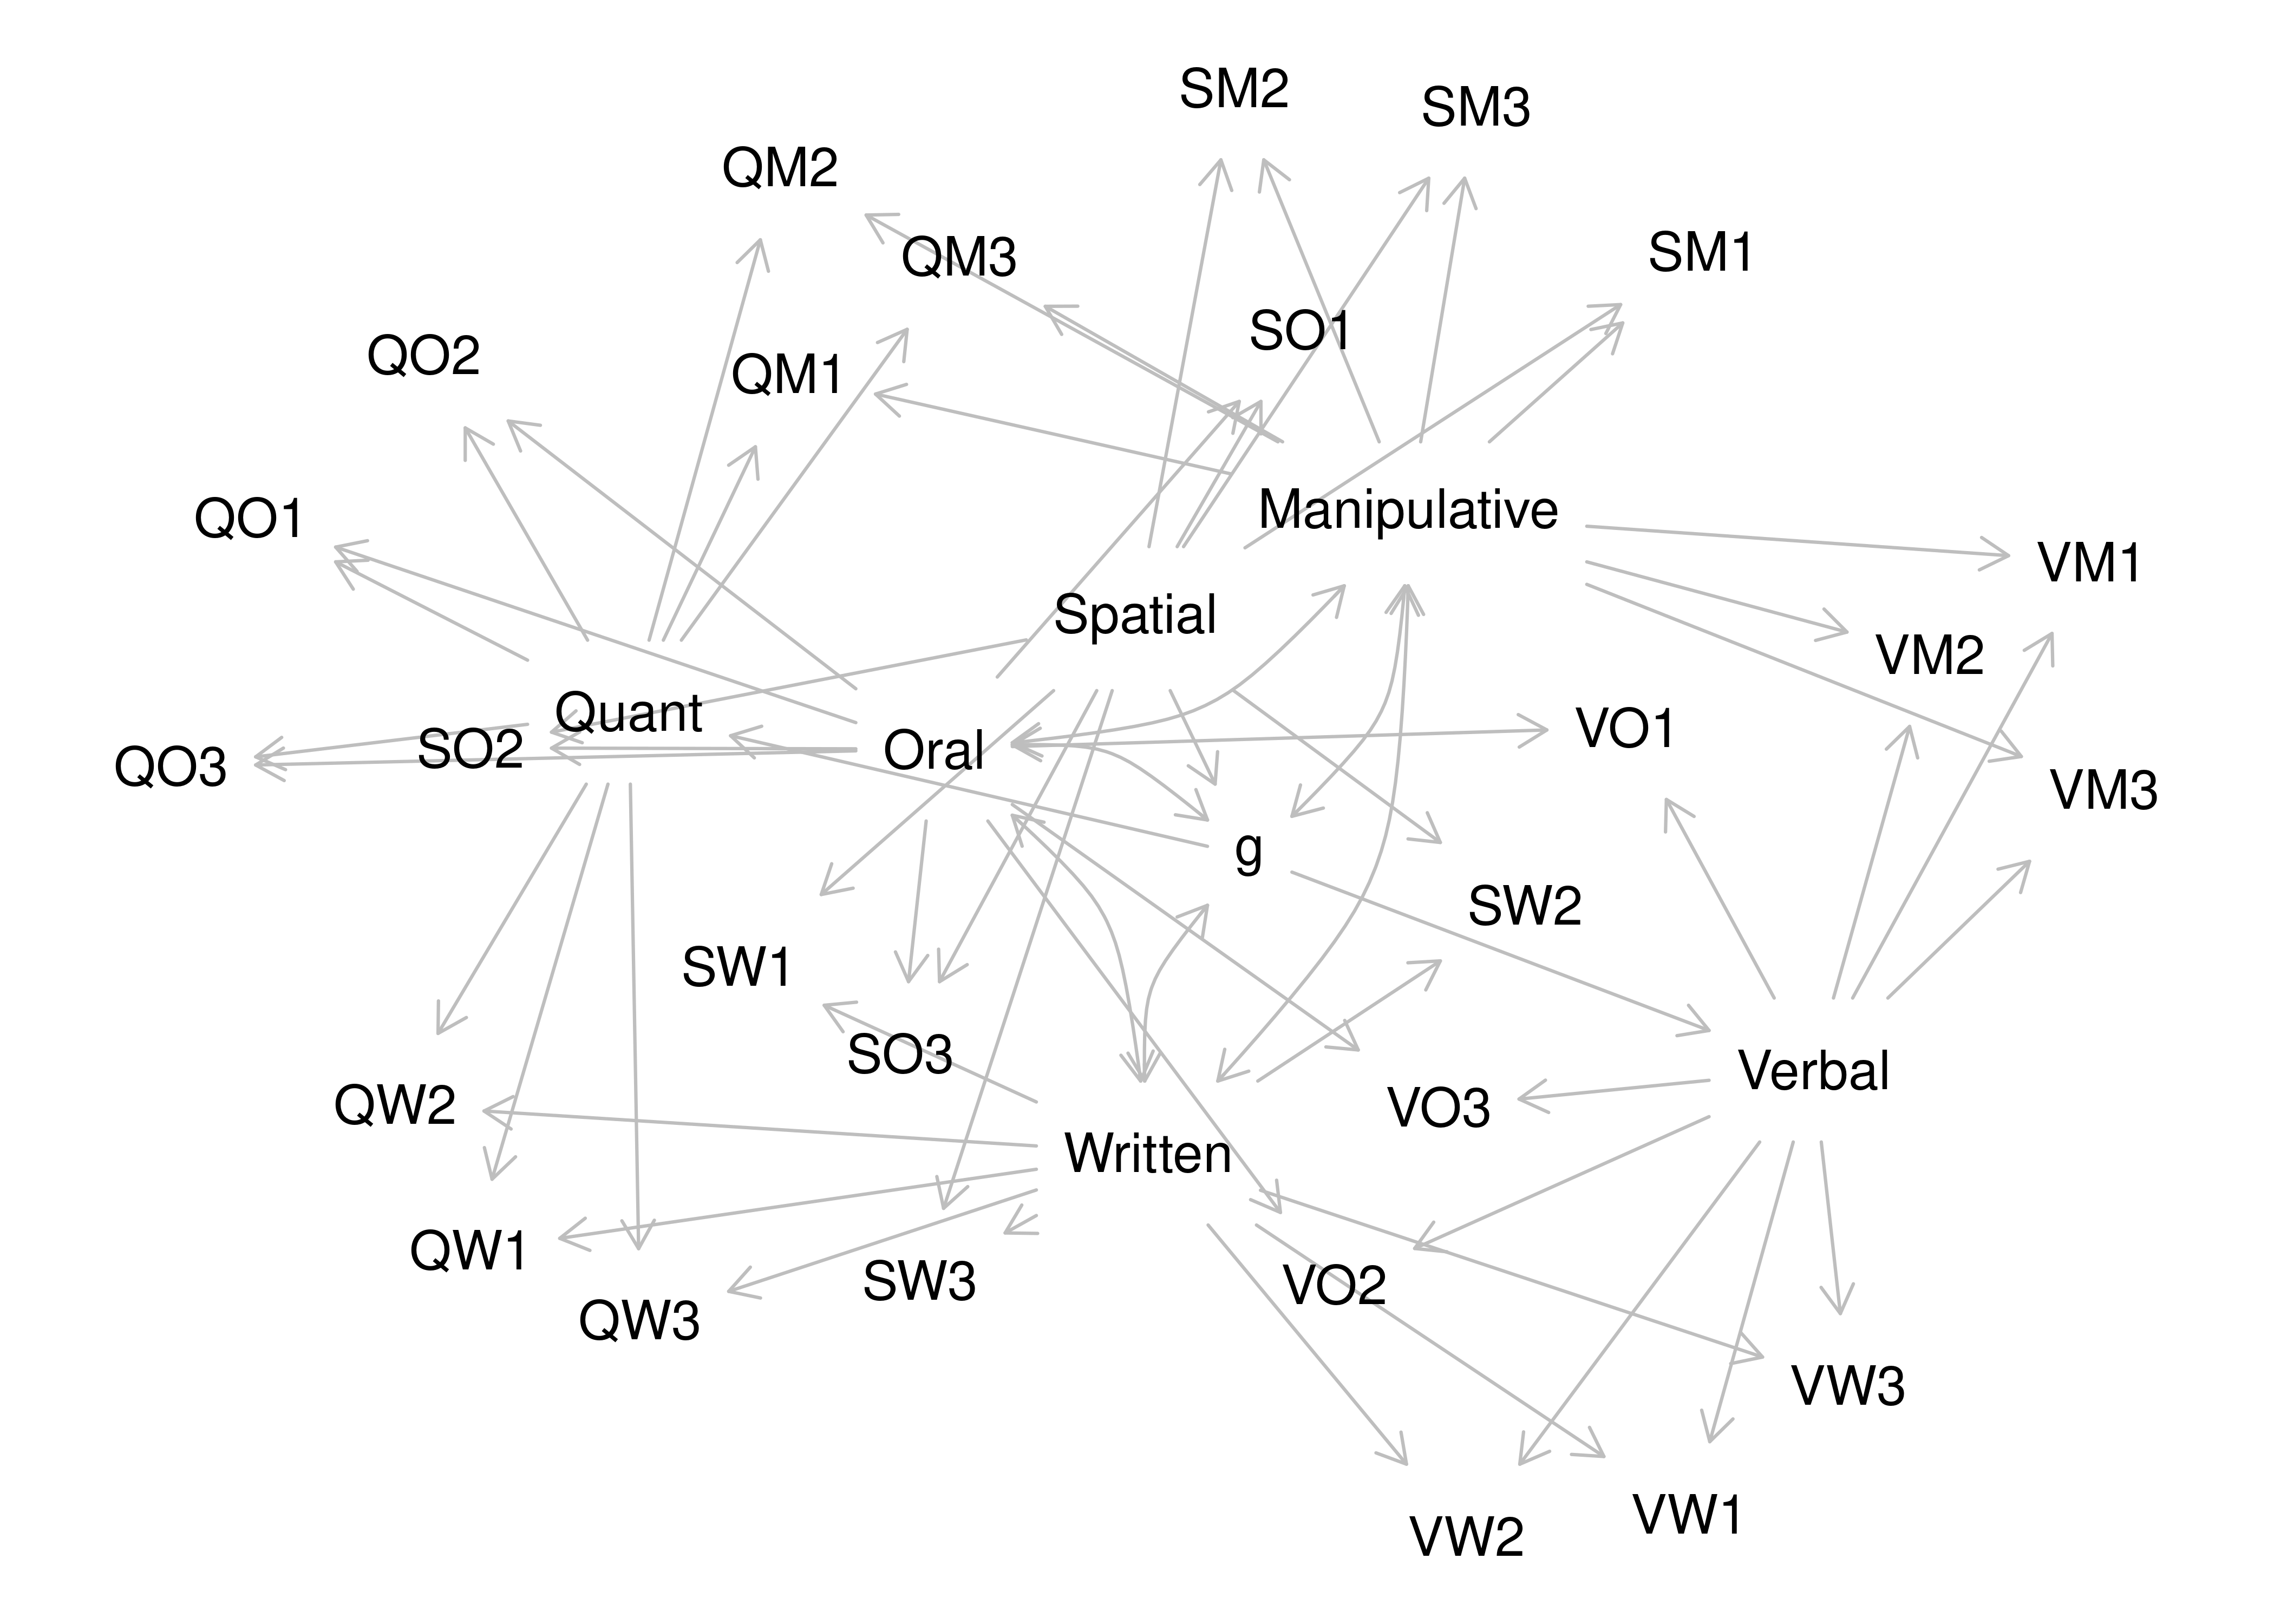 SM2
SM3
QM2
SM1
QM3
SO1
QO2
QM1
Manipulative
QO1
VM1
Spatial
VM2
Quant
VO1
SO2
Oral
QO3
VM3
g
SW2
SW1
SO3
Verbal
QW2
VO3
Written
QW1
SW3
VO2
QW3
VW3
VW1
VW2